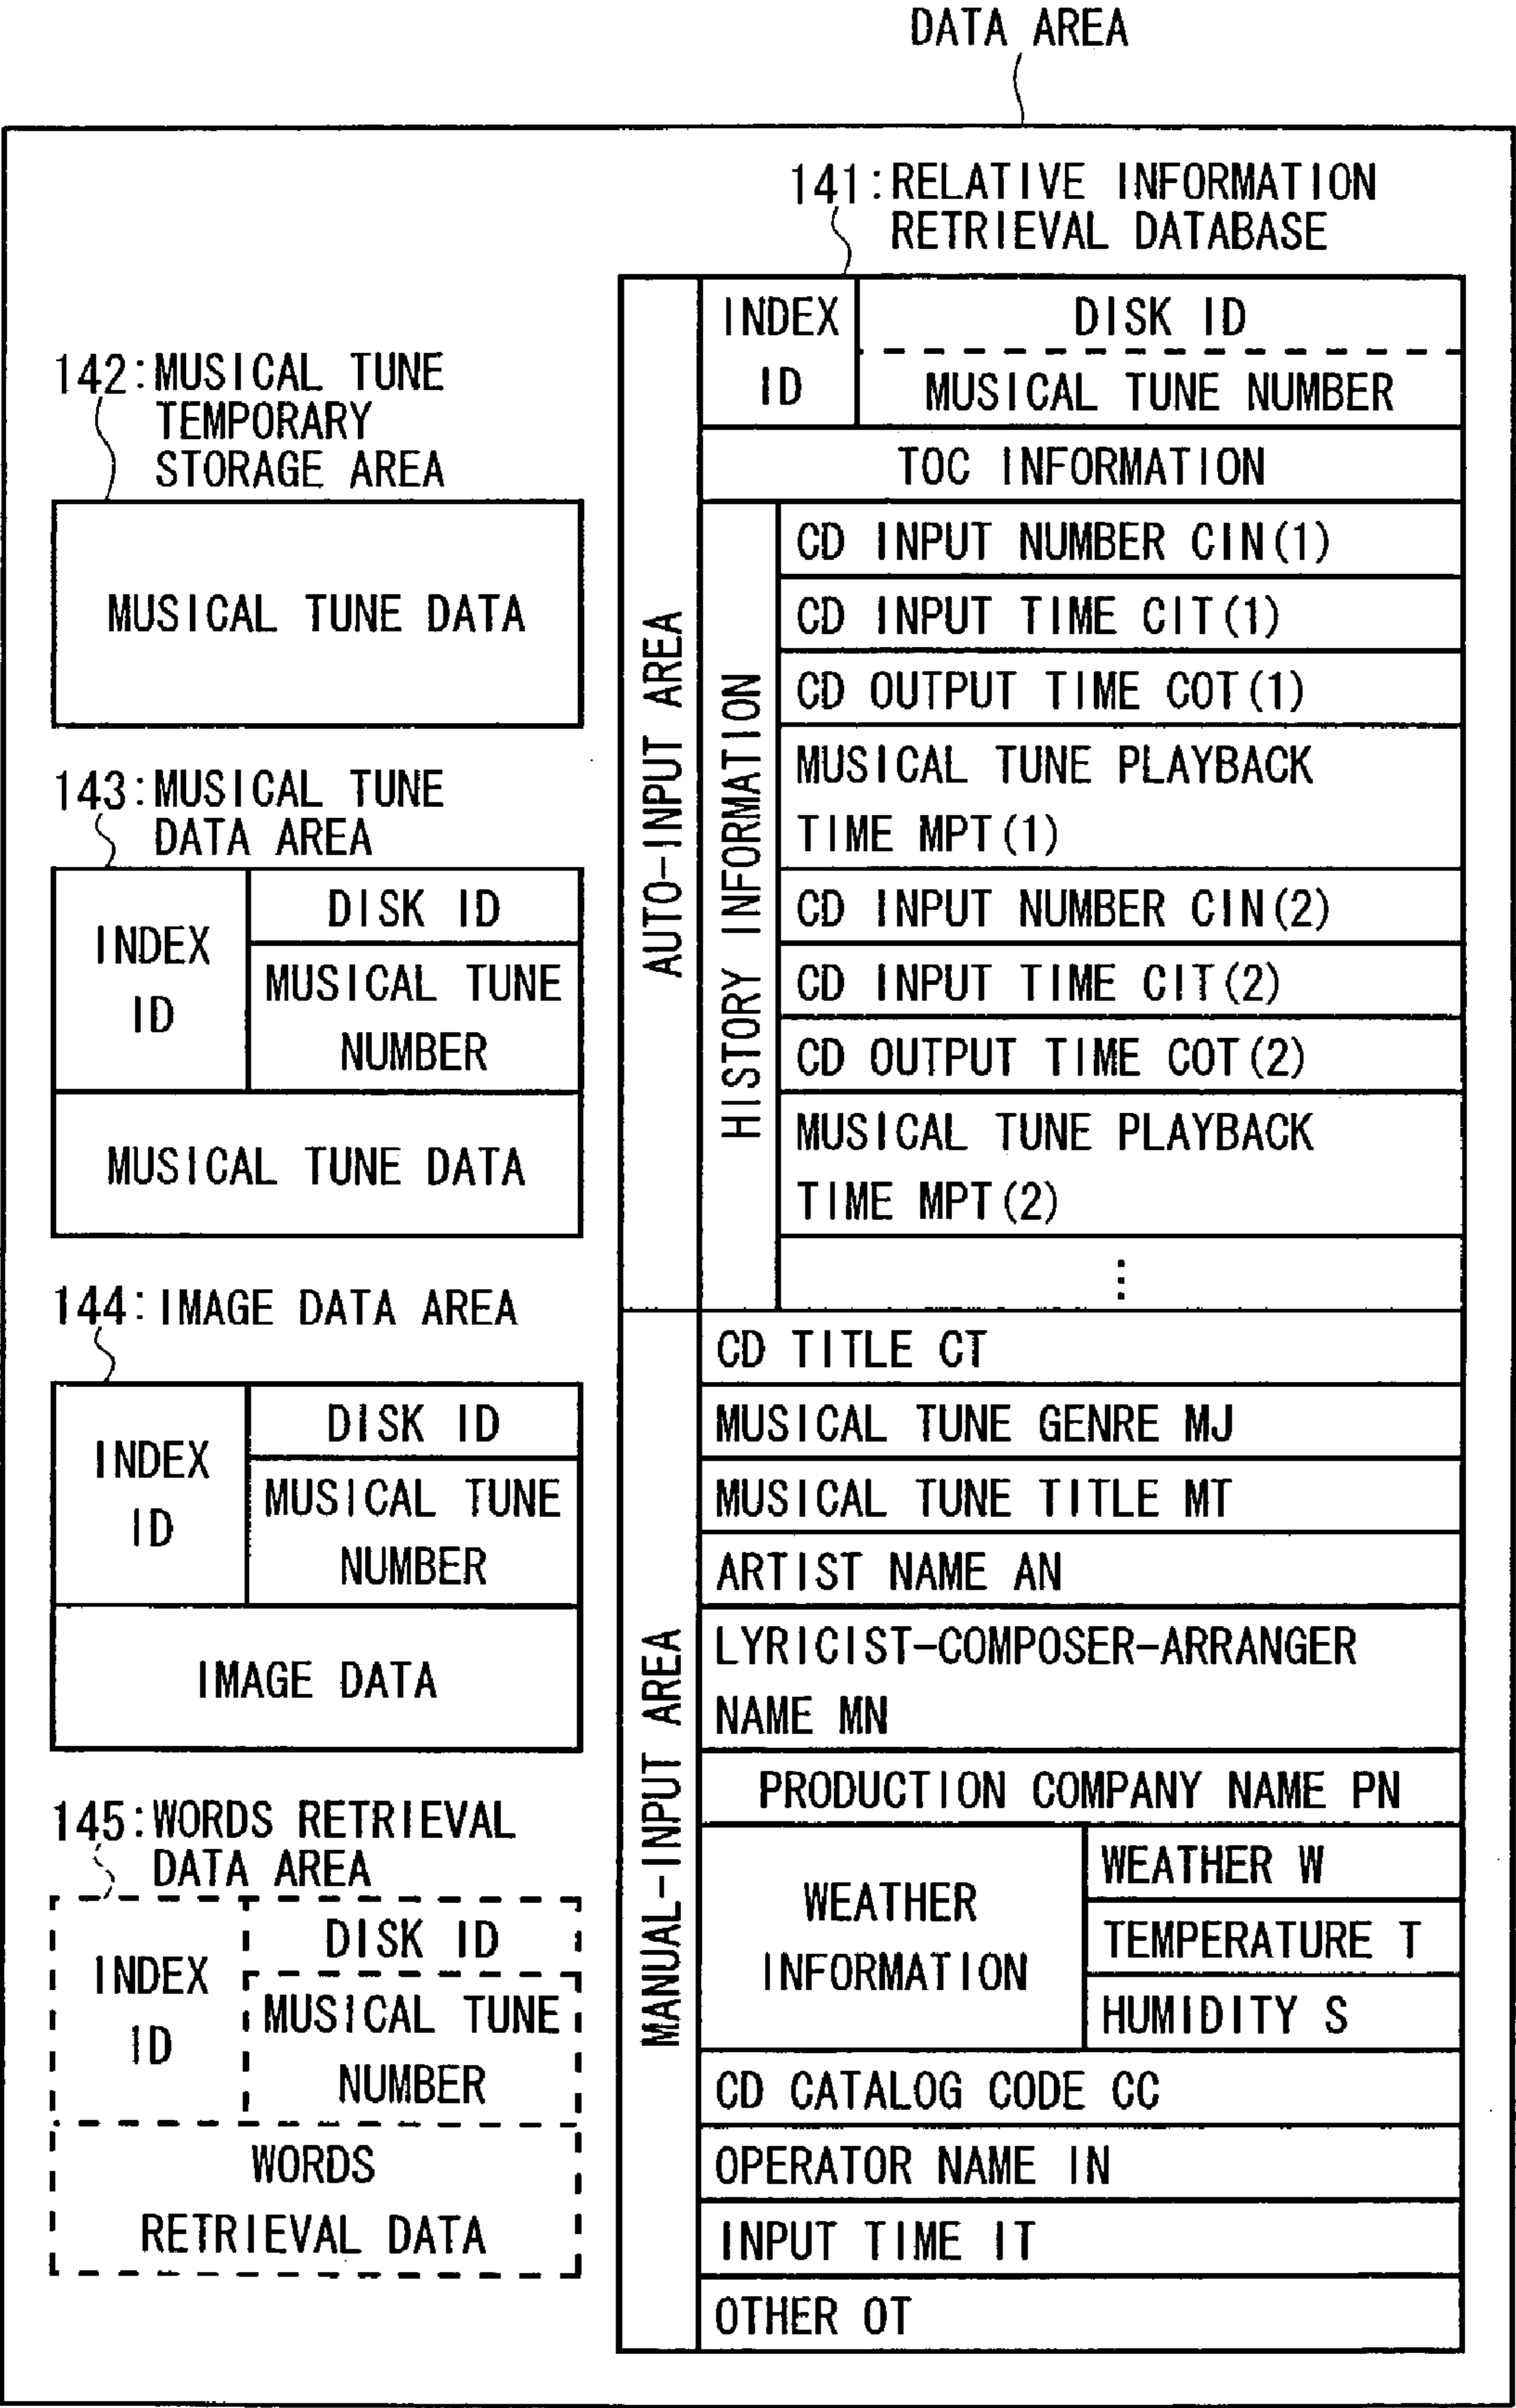 DATA AREA
141:RELATIVE INFORMATION
RETRIEVAL DATABASE
142:MUSICAL TUNE
TEMPORARY
STORAGE AREA
MUSICAL TUNE DATA
143:MUSICAL TUNE
DATA AREA
INDEX
ID
DISK ID
MUSICAL TUNE
NUMBER
MUSICAL TUNE DATA
144:IMAGE DATA AREA
INDEX
ID
DISK ID
MUSICAL TUNE
NUMBER
IMAGE DATA
145:WORDS RETRIEVAL
DATA AREA
INDEX
ID
DISK ID
MUSICAL TUNE
NUMBER
WORDS
RETRIEVAL DATA
AUTO-INPUT AREA
INDEX
ID
DISK ID
MUSICAL TUNE NUMBER
TOC INFORMATION
HISTORY INFORMATION
CD INPUT NUMBER CIN(1)
CD INPUT TIME CIT(1)
CD OUTPUT TIME COT(1)
MUSICAL TUNE PLAYBACK
TIME MPT(1)
CD INPUT NUMBER CIN(2)
CD INPUT TIME CIT(2)
CD OUTPUT TIME COT(2)
MUSICAL TUNE PLAYBACK
TIME MPT(2)
⋮
MANUAL-INPUT AREA
CD TITLE CT
MUSICAL TUNE GENRE MJ
MUSICAL TUNE TITLE MT
ARTIST NAME AN
LYRICIST-COMPOSER-ARRANGER
NAME MN
PRODUCTION COMPANY NAME PN
WEATHER
INFORMATION
WEATHER W
TEMPERATURE T
HUMIDITY S
CD CATALOG CODE CC
OPERATOR NAME IN
INPUT TIME IT
OTHER OT